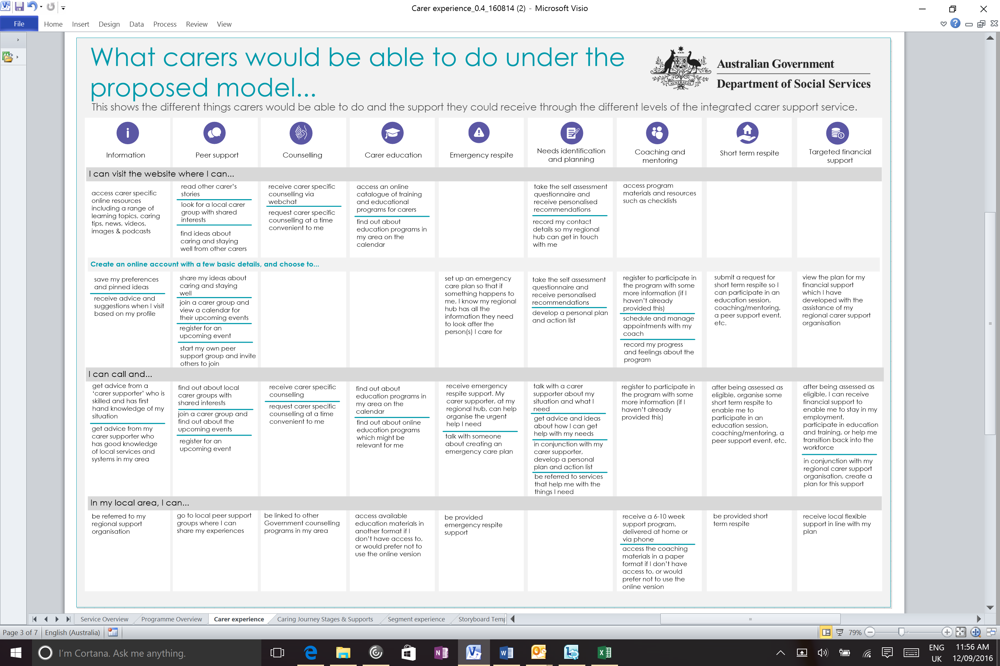 Carer experience_0.4_160814 (2) - Microsoft Visio
File
Home
Insert
Design
Data
Process
Review
View
What carers would be able to do under the
proposed model...
AUSTRALIA
Australian Government
Department of Social Services
This shows the different things carers would be able to do and the support they could receive through the different levels of the integrated carer support service.
Information
Peer support
Counselling
Carer education
Emergency respite
Needs identification
and planning
Coaching and
mentoring
Short term respite
Targeted financial
support
I can visit the website where I can...
access carer specific
online resources
including a range of
learning topics, caring
tips, news, videos,
images & podcasts
read other carer's
stories
look for a local carer
group with shared
interests
find ideas about
caring and staying
well from other carers
receive carer specific
counselling via
webchat
request carer specific
counselling at a time
convenient to me
access an online
catalogue of training
and educational
programs for carers
find out about
education programs in
my area on the
calendar
take the self assessment
questionnaire and
receive personalised
recommendations
record my contact
details so my regional
hub can get in touch
with me
access program
materials and resources
such as checklists
Create an online account with a few basic details, and choose to...
save my preferences
and pinned ideas
receive advice and
suggestions when I visit
based on my profile
share my ideas about
caring and staying
well
join a carer group and
view a calendar for
their upcoming events
register for an
upcoming event
start my own peer
support group and invite
others to join
set up an emergency
care plan so that if
something happens to
me, I know my regional
hub has all the
information they need
to look after the
person(s) I care for
take the self assessment
questionnaire and
receive personalised
recommendations
develop a personal plan
and action list
register to participate in
the program with some
more information (if I
haven't already
provided this)
schedule and manage
appointments with my
coach
record my progress
and feelings about the
program
submit a request for
short term respite so I
can participate in an
education session,
coaching/mentoring,
a peer support event,
etc.
view the plan for my
financial support
which I have
developed with the
assistance of my
regional carer support
organisation
I can call and...
get advice from a
‘carer supporter’ who is
skilled and has first
hand knowledge of my
situation
get advice from my
carer supporter who
has good knowledge
of local services and
systems in my area
find out about local
carer groups with
shared interests
join a carer group and
find out about the
upcoming events
register for an
upcoming event
receive carer specific
counselling
request carer specific
counselling at a time
convenient to me
find out about
education programs in
my area on the
calendar
find out about online
education programs
which might be
relevant for me
receive emergency
respite support. My
carer supporter, at my
regional hub, can help
organise the urgent
help I need
talk with someone
about creating an
emergency care plan
talk with a carer
supporter about my
situation and what I
need
get advice and ideas
about how I can get
help with my needs
in conjunction with my
carer supporter,
develop a personal
plan and action list
be referred to services
that help me with the
things I need
register to participate in
the program with some
more information (if I
haven't already
provided this)
after being assessed as
eligible, organise some
short term respite to
enable me to
participate in an
education session,
coaching/mentoring, a
peer support event, etc.
after being assessed as
eligible, I can receive
financial support to
enable me to stay in my
employment,
participate in education
and training, or help me
transition back into the
workforce
in conjunction with my
regional carer support
organisation, create a
plan for this support
In my local area, I can...
be referred to my
regional support
organisation
go to local peer support
groups where I can
share my experiences
be linked to other
Government counselling
programs in my area
access available
education materials in
another format if I
don't have access to,
or would prefer not to
use the online version
be provided
emergency respite
support
receive a 6-10 week
support program,
delivered at home or
via phone
access the coaching
materials in a paper
format if I don't have
access to, or would
prefer not to use the
online version
be provided short
term respite
receive local flexible
support in line with my
plan
Service Overview
Programme Overview
Carer experience
Caring Journey Stages & Supports
Segment experience
Storyboard Temp
Page 3 of 7
English (Australia)
79%
I'm Cortana. Ask me anything.
ENG
UK
11:56 AM
12/09/2016